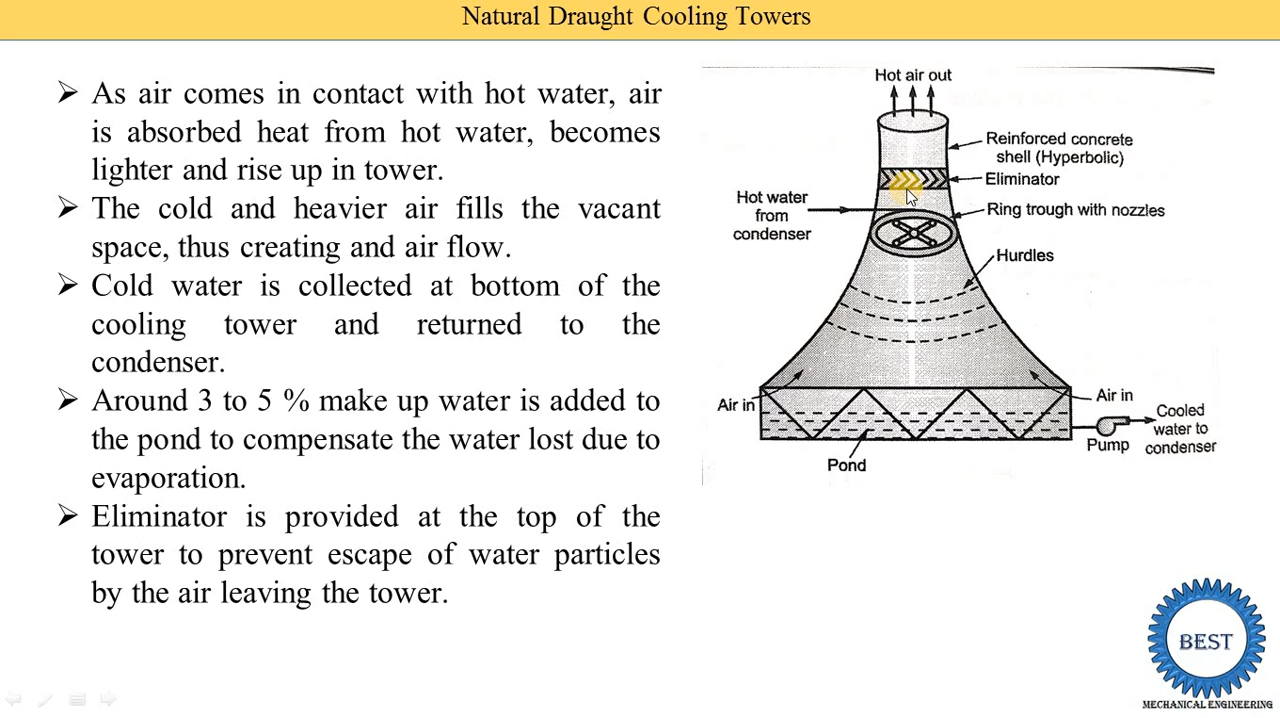 Natural Draught Cooling Towers
➢ As air comes in contact with hot water, air
is absorbed heat from hot water, becomes
lighter and rise up in tower.
➢ The cold and heavier air fills the vacant
space, thus creating and air flow.
➢ Cold water is collected at bottom of the
cooling tower and returned to the
condenser.
➢ Around 3 to 5 % make up water is added to
the pond to compensate the water lost due to
evaporation.
➢ Eliminator is provided at the top of the
tower to prevent escape of water particles
by the air leaving the tower.
Hot air out
Reinforced concrete
shell (Hyperbolic)
Eliminator
Hot water
from
condenser
Ring trough with nozzles
Hurdles
Air in
Air in
Cooled
water to
condenser
Pump
Pond
BEST
MECHANICAL ENGINEERING